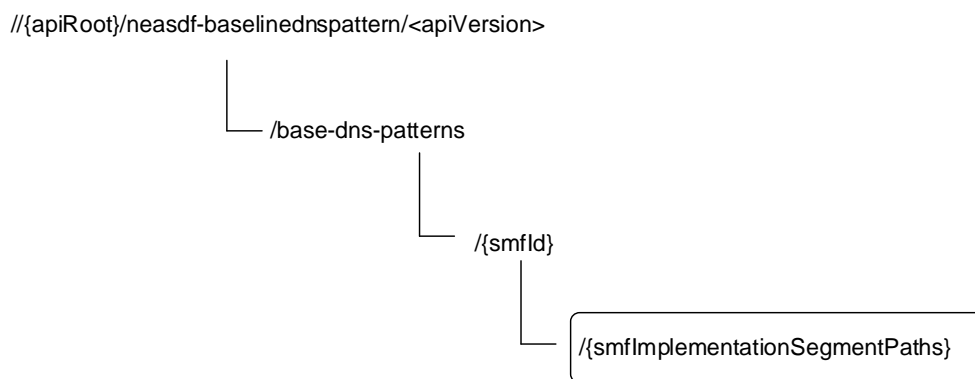 //{apiRoot}/neasdf-baselinednspattern/<apiVersion>
/base-dns-patterns
/{smfId}
/{smfImplementationSegmentPaths}